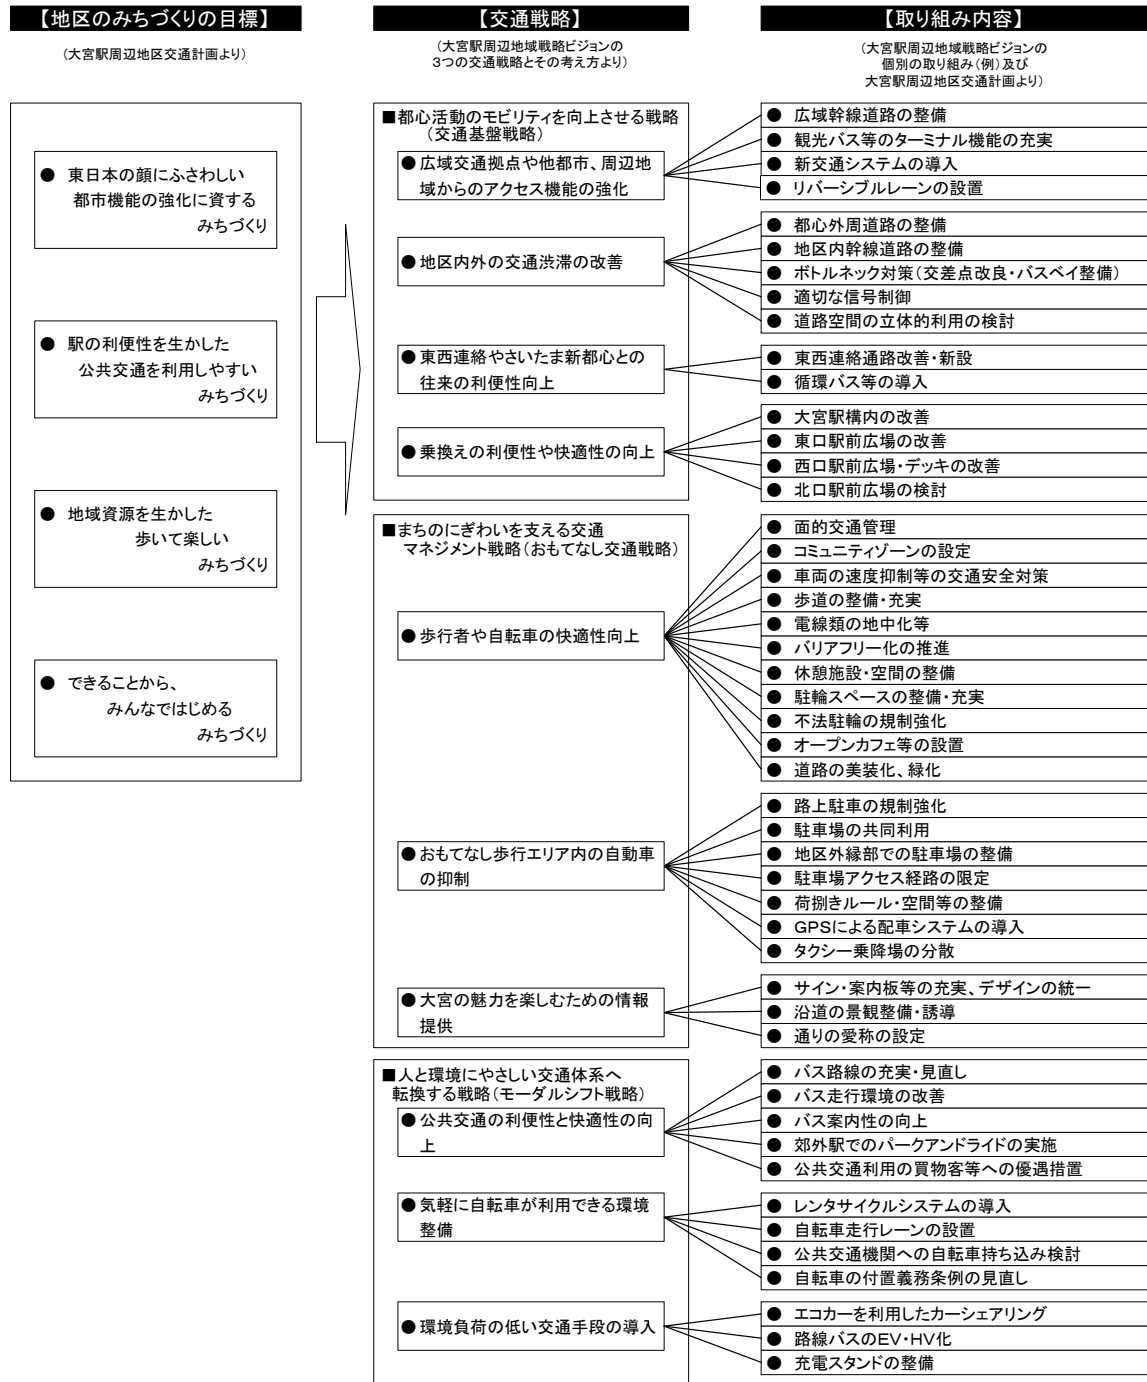 【地区のみちづくりの目標】
(大宮駅周辺地区交通計画より)
● 東日本の顔にふさわしい
都市機能の強化に資する
みちづくり
● 駅の利便性を生かした
公共交通を利用しやすい
みちづくり
● 地域資源を生かした
歩いて楽しい
みちづくり
● できることから、
みんなではじめる
みちづくり
【交通戦略】
(大宮駅周辺地域戦略ビジョンの
3つの交通戦略とその考え方より)
■都心活動のモビリティを向上させる戦略
(交通基盤戦略)
●広域交通拠点や他都市、周辺地
域からのアクセス機能の強化
●地区内外の交通渋滞の改善
●東西連絡やさいたま新都心との
往来の利便性向上
●乗換えの利便性や快適性の向上
■まちのにぎわいを支える交通
マネジメント戦略(おもてなし交通戦略)
●歩行者や自転車の快適性向上
●おもてなし歩行エリア内の自動車
の抑制
●大宮の魅力を楽しむための情報
提供
■人と環境にやさしい交通体系へ
転換する戦略(モーダルシフト戦略)
●公共交通の利便性と快適性の向
上
●気軽に自転車が利用できる環境
整備
●環境負荷の低い交通手段の導入
【取り組み内容】
(大宮駅周辺地域戦略ビジョンの
個別の取り組み(例)及び
大宮駅周辺地区交通計画より)
● 広域幹線道路の整備
● 観光バス等のターミナル機能の充実
● 新交通システムの導入
● リバーシブルレーンの設置
● 都心外周道路の整備
● 地区内幹線道路の整備
● ボトルネック対策(交差点改良・バスベイ整備)
● 適切な信号制御
● 道路空間の立体的利用の検討
● 東西連絡通路改善・新設
● 循環バス等の導入
● 大宮駅構内の改善
● 東口駅前広場の改善
● 西口駅前広場・デッキの改善
● 北口駅前広場の検討
● 面的交通管理
● コミュニティゾーンの設定
● 車両の速度抑制等の交通安全対策
● 歩道の整備・充実
● 電線類の地中化等
● バリアフリー化の推進
● 休憩施設・空間の整備
● 駐輪スペースの整備・充実
● 不法駐輪の規制強化
● オープンカフェ等の設置
● 道路の美装化、緑化
● 路上駐車の規制強化
● 駐車場の共同利用
● 地区外縁部での駐車場の整備
● 駐車場アクセス経路の限定
● 荷捌きルール・空間等の整備
● GPSによる配車システムの導入
● タクシー乗降場の分散
● サイン・案内板等の充実、デザインの統一
● 沿道の景観整備・誘導
● 通りの愛称の設定
● バス路線の充実・見直し
● バス走行環境の改善
● バス案内性の向上
● 郊外駅でのパークアンドライドの実施
● 公共交通利用の買物客等への優遇措置
● レンタサイクルシステムの導入
● 自転車走行レーンの設置
● 公共交通機関への自転車持ち込み検討
● 自転車の付置義務条例の見直し
● エコカーを利用したカーシェアリング
● 路線バスのEV・HV化
● 充電スタンドの整備